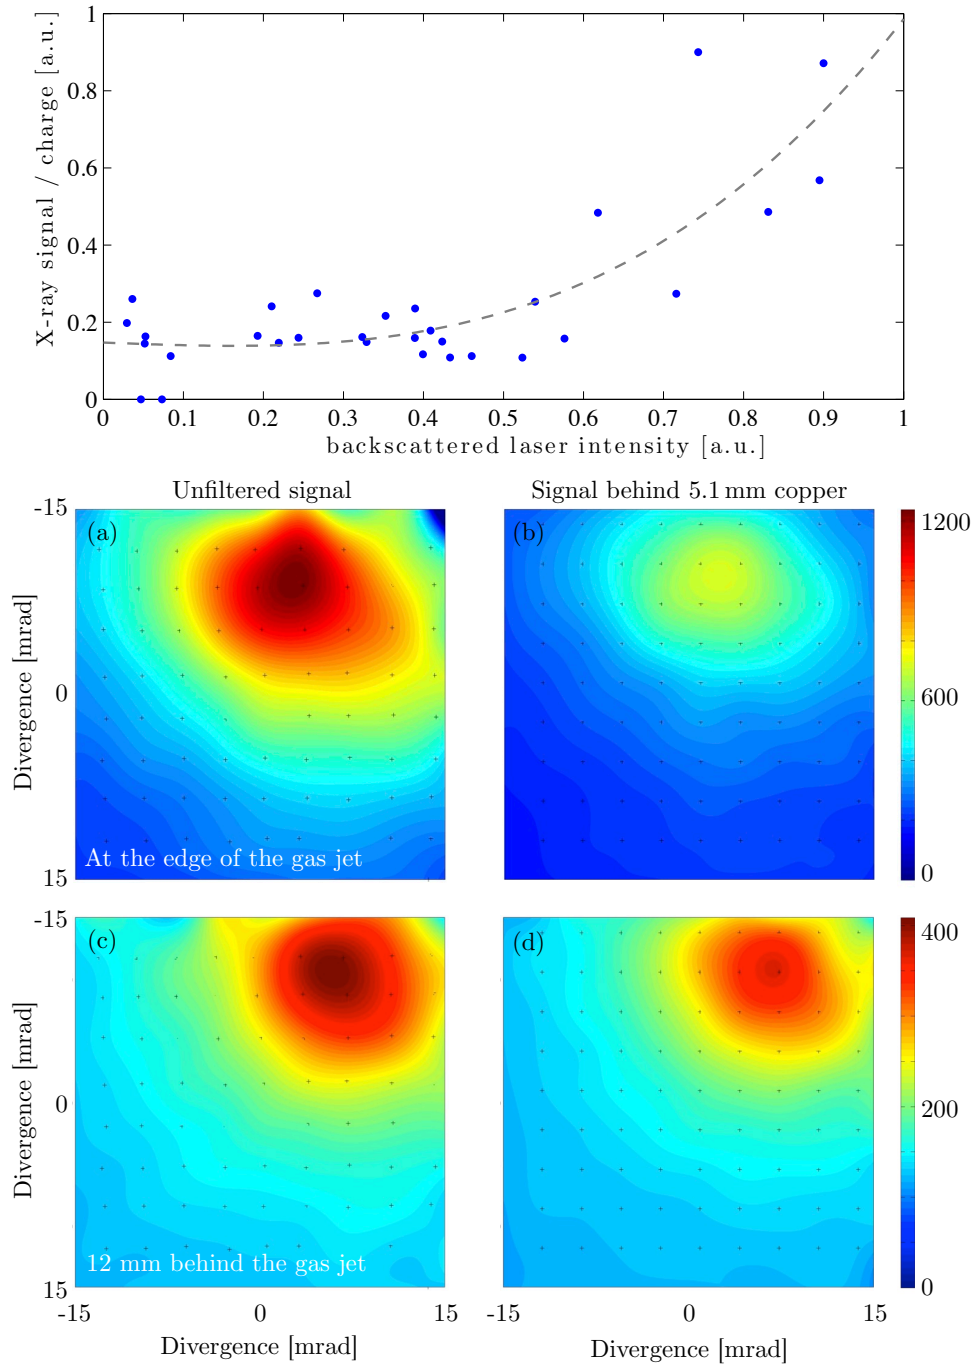 X-ray signal / charge [a.u.]
1
0.8
0.6
0.4
0.2
0
0 0.1 0.2 0.3 0.4 0.5 0.6 0.7 0.8 0.9 1
backscattered laser intensity [a.u.]
Unfiltered signal
Signal behind 5.1 mm copper
Divergence [mrad]
-15
0
15
(a)
At the edge of the gas jet
(b)
1200
600
0
Divergence [mrad]
-15
0
15
(c)
12 mm behind the gas jet
(d)
400
200
0
-15 0 15
0 15
Divergence [mrad]
Divergence [mrad]